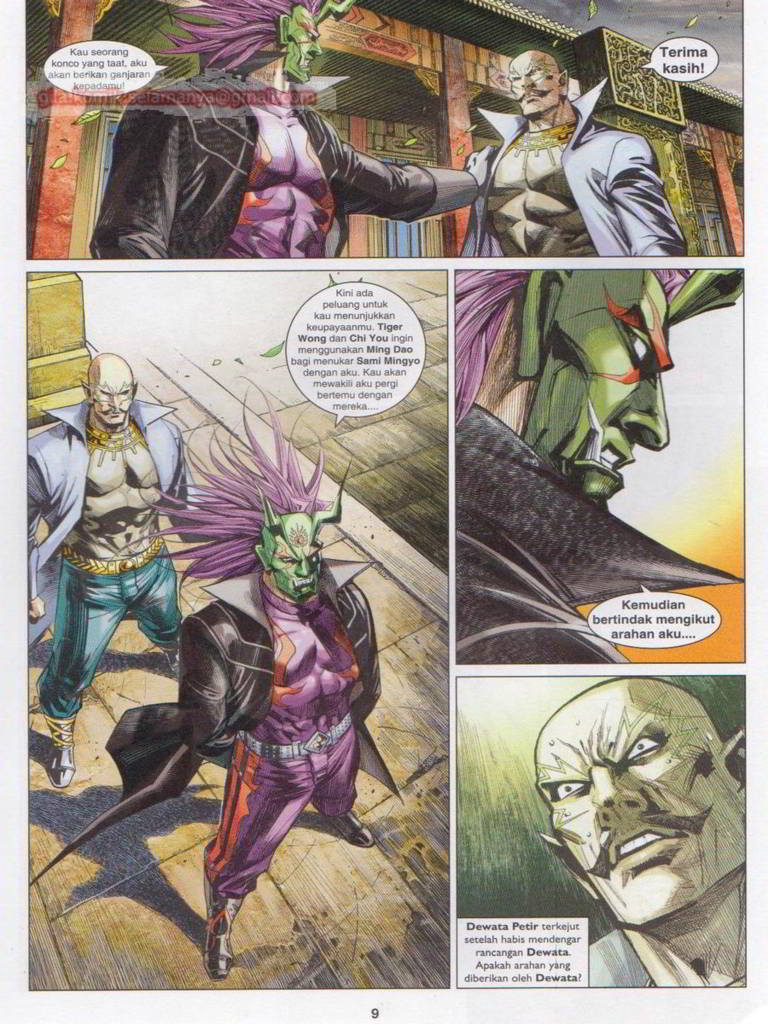 Kau seorang
konco yang taat, aku
akan berikan ganjaran
kepadamu!
Terima
kasih!
Kini ada
peluang untuk
kau menunjukkan
keupayaanmu. Tiger
Wong dan Chi You ingin
menggunakan Ming Dao
bagi menukar Sami Mingyo
dengan aku. Kau akan
mewakili aku pergi
bertemu dengan
mereka....
Kemudian
bertindak mengikut
arahan aku....
Dewata Petir terkejut
setelah habis mendengar
rancangan Dewata.
Apakah arahan yang
diberikan oleh Dewata?
9